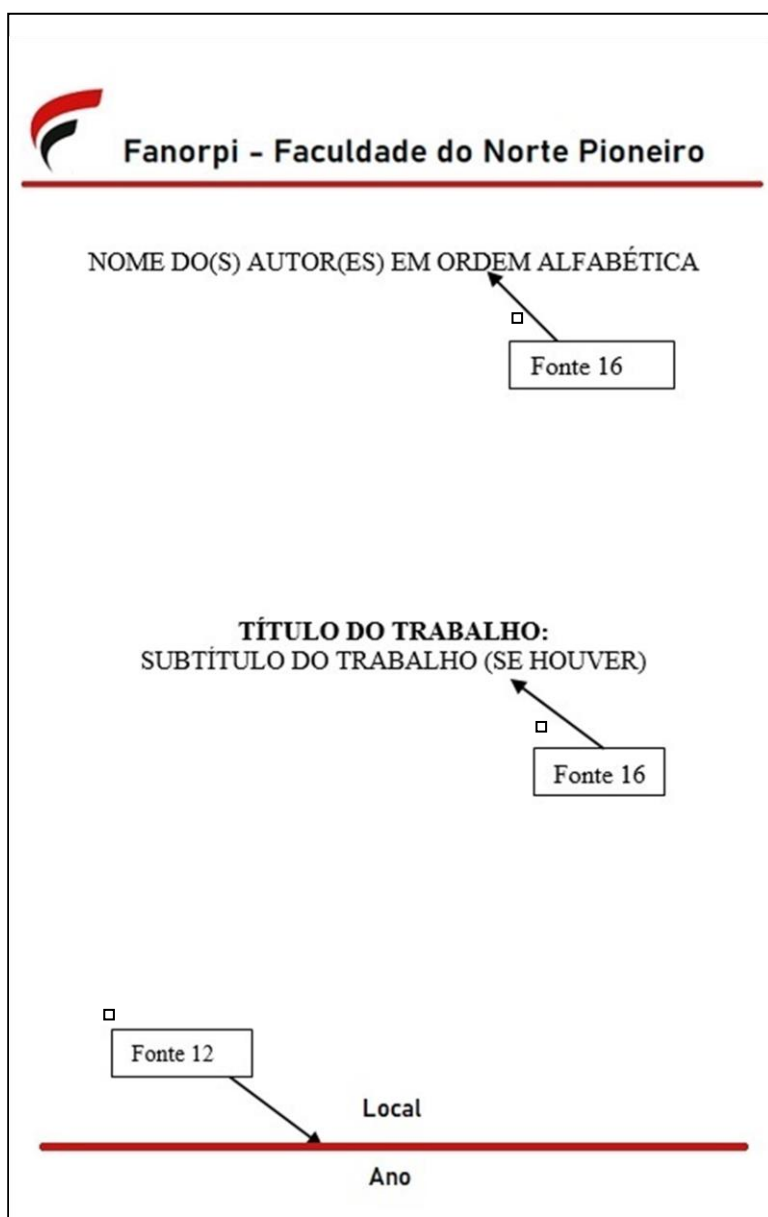 Fanorpi - Faculdade do Norte Pioneiro
NOME DO(S) AUTOR(ES) EM ORDEM ALFABÉTICA
Fonte 16
TÍTULO DO TRABALHO:
SUBTÍTULO DO TRABALHO (SE HOUVER)
Fonte 16
Fonte 12
Local
Ano